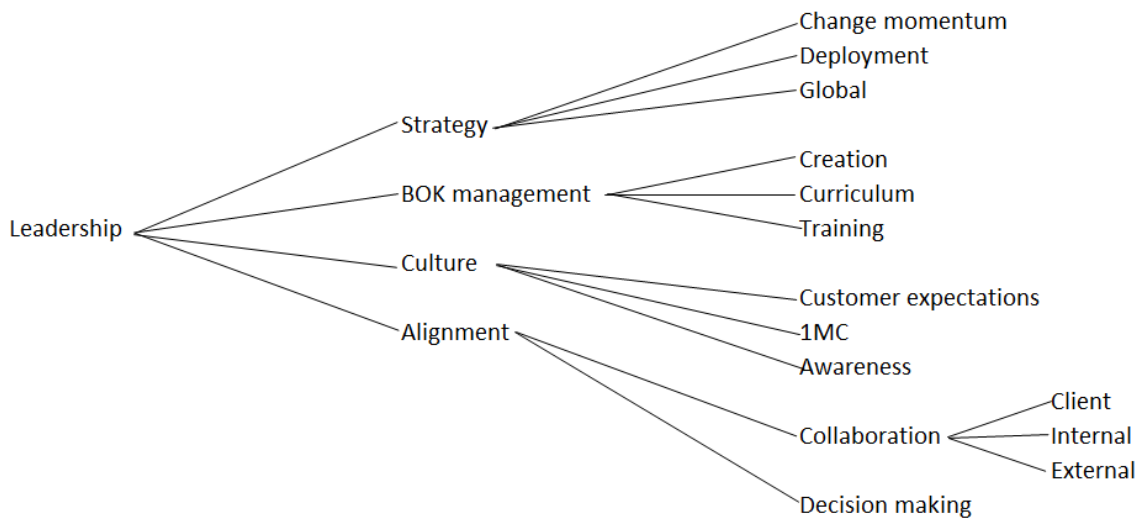 Change momentum
Deployment
Global
Strategy
Creation
BOK management
Curriculum
Training
Leadership
Culture
Customer expectations
Alignment
1MC
Awareness
Client
Collaboration
Internal
External
Decision making